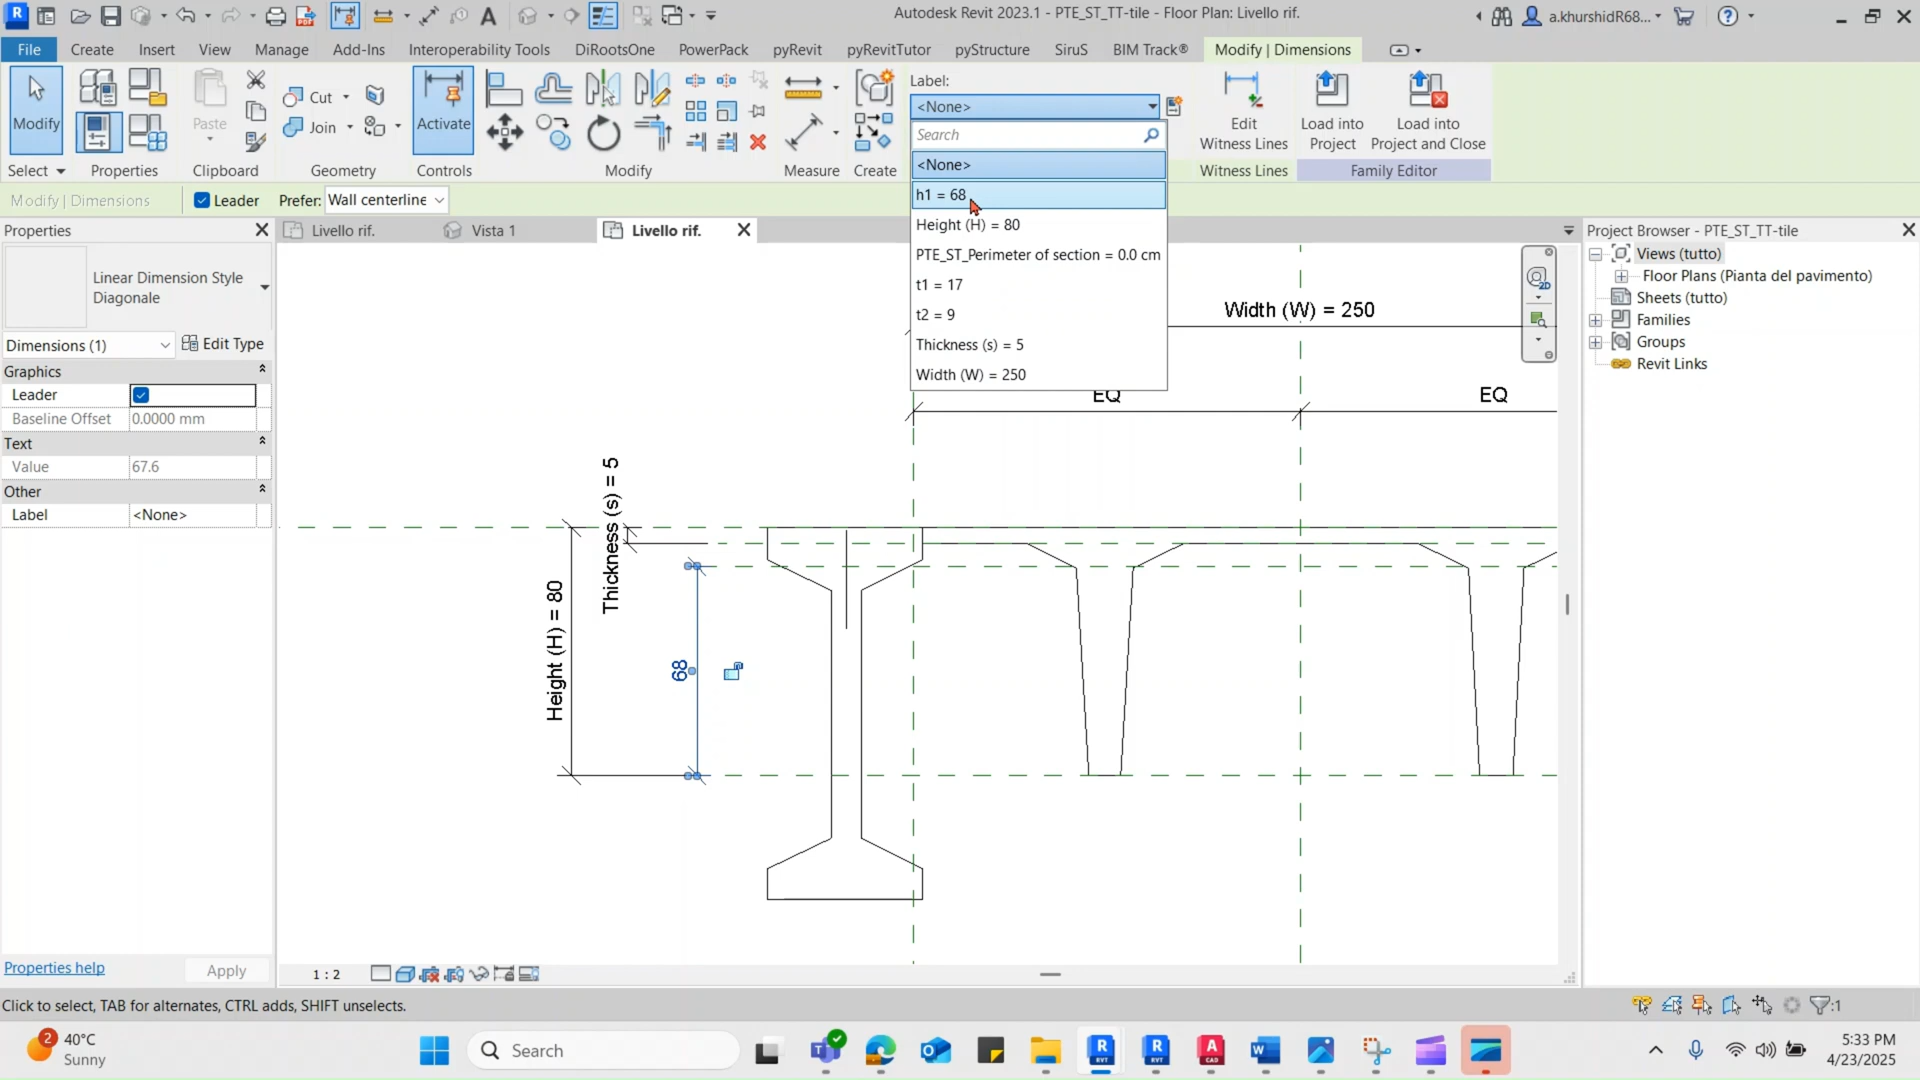 Autodesk Revit 2023.1 - PTE_ST_TT-tile - Floor Plan: Livello rif.
a.khurshidR68...
File
Create
Insert
View
Manage
Add-Ins
Interoperability Tools
DiRootsOne
PowerPack
pyRevit
pyRevitTutor
pyStructure
SiruS
BIM Track®
Modify | Dimensions
Modify
Paste
Cut
Join
Activate
Label:
<None>
Edit
Witness Lines
Load into
Project
Load into
Project and Close
Select
Properties
Clipboard
Geometry
Controls
Modify
Measure
Create
Witness Lines
Family Editor
Search
<None>
h1 = 68
Height (H) = 80
PTE_ST_Perimeter of section = 0.0 cm
t1 = 17
t2 = 9
Thickness (s) = 5
Width (W) = 250
Modify | Dimensions
Leader
Prefer:
Wall centerline
Properties
Livello rif.
Vista 1
Livello rif.
Project Browser - PTE_ST_TT-tile
Linear Dimension Style
Diagonale
Dimensions (1)
Edit Type
Graphics
Leader
Baseline Offset
0.0000 mm
Text
Value
67.6
Other
Label
<None>
Properties help
Apply
Views (tutto)
Floor Plans (Pianta del pavimento)
Sheets (tutto)
Families
Groups
Revit Links
2D
Width (W) = 250
EQ
EQ
Thickness (s) = 5
Height (H) = 80
68
1 : 2
Click to select, TAB for alternates, CTRL adds, SHIFT unselects.
:1
2
40°C
Sunny
Search
RVT
RVT
CAD
5:33 PM
4/23/2025